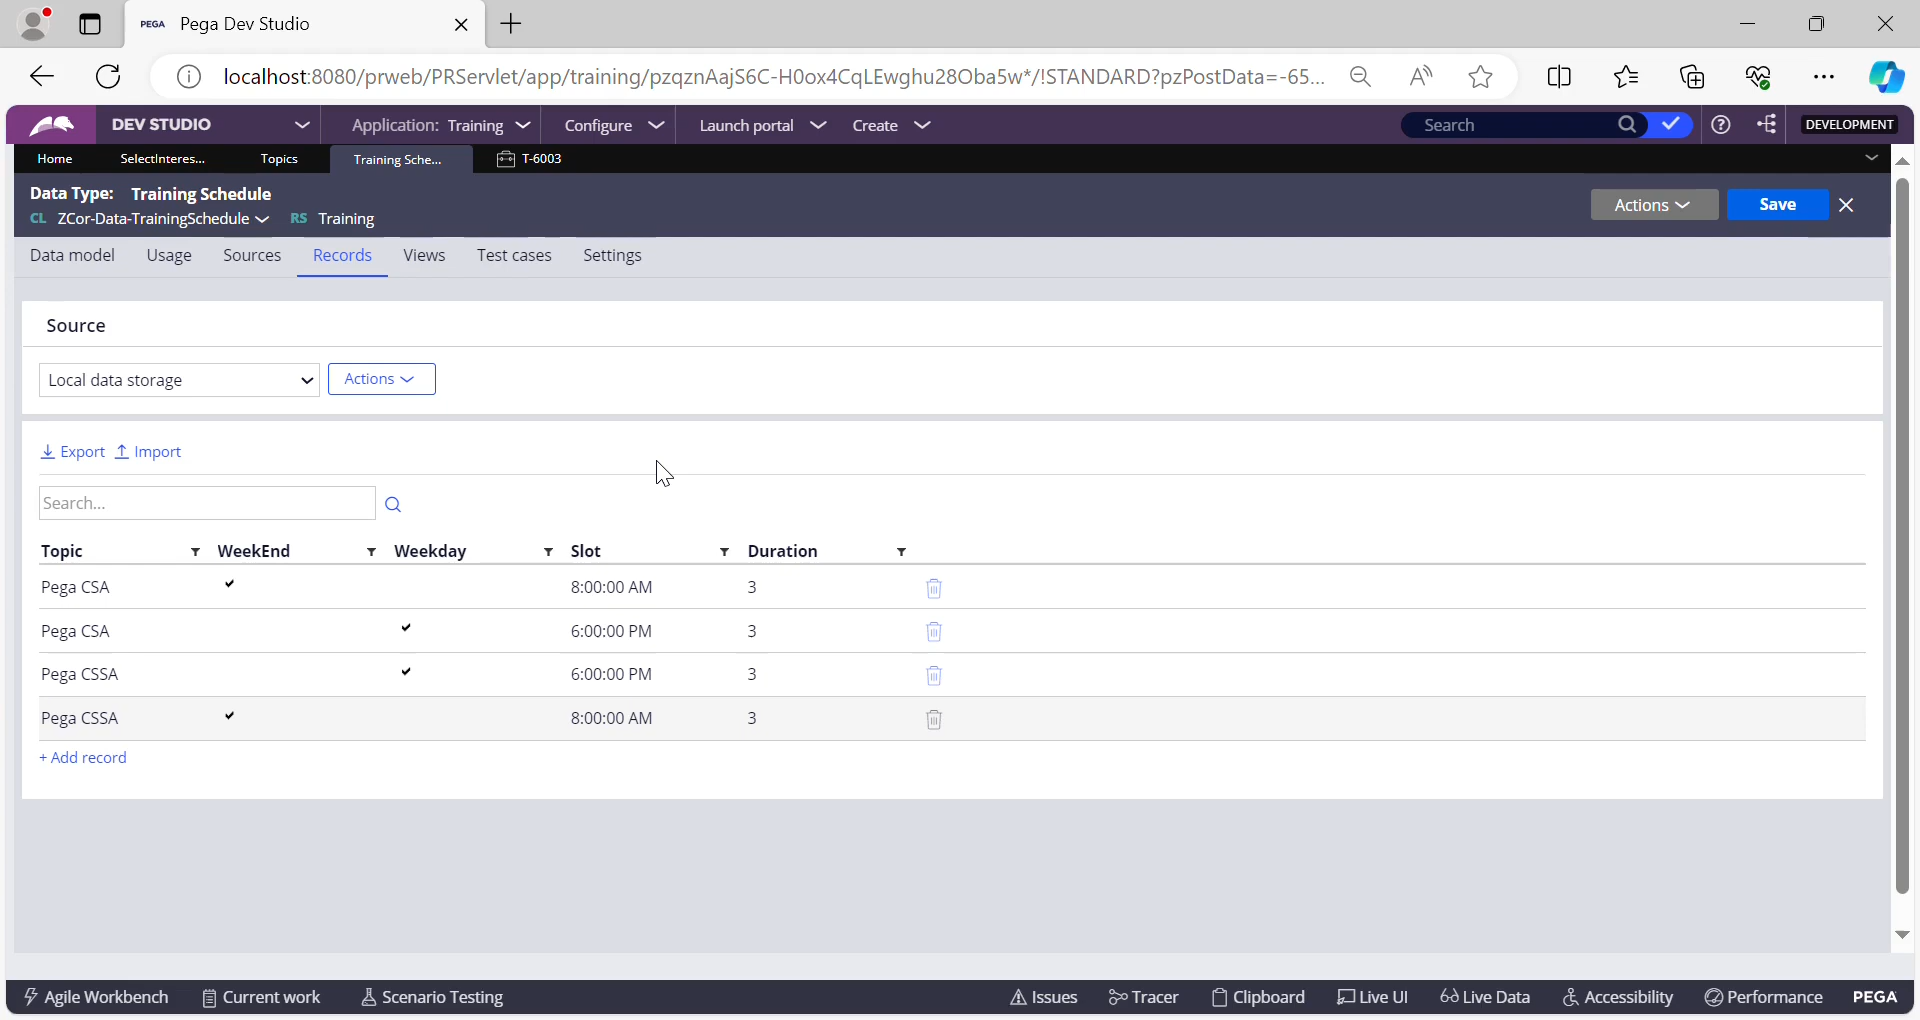 PEGA Pega Dev Studio
localhost:8080/prweb/PRServlet/app/training/pzqznAajS6C-H0ox4CqLEwghu28Oba5w*/!STANDARD?pzPostData=-65...
DEV STUDIO Application: Training Configure Launch portal Create Search DEVELOPMENT
Home SelectInteres... Topics Training Sche... T-6003
Data Type: Training Schedule
CL ZCor-Data-TrainingSchedule RS Training
Actions Save
Data model Usage Sources Records Views Test cases Settings
Source
Local data storage Actions
Export Import
Search...
Topic WeekEnd Weekday Slot Duration
Pega CSA 8:00:00 AM 3
Pega CSA 6:00:00 PM 3
Pega CSSA 6:00:00 PM 3
Pega CSSA 8:00:00 AM 3
+ Add record
Agile Workbench Current work Scenario Testing Issues Tracer Clipboard Live UI Live Data Accessibility Performance PEGA